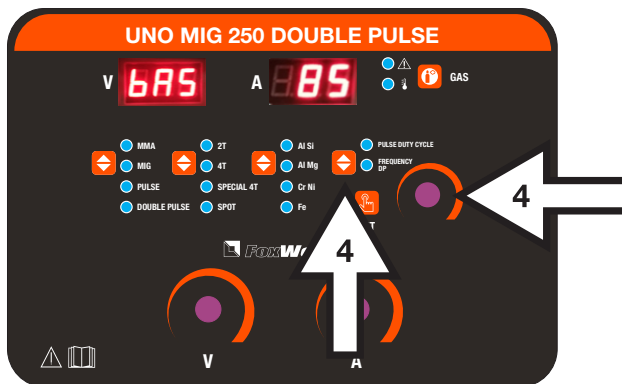 UNO MIG 250 DOUBLE PULSE
V bAS A 85 GAS
MMA 2T Al Si PULSE DUTY CYCLE
MIG 4T Al Mg FREQUENCY DP
PULSE SPECIAL 4T Cr Ni
DOUBLE PULSE SPOT Fe
4
4
V A